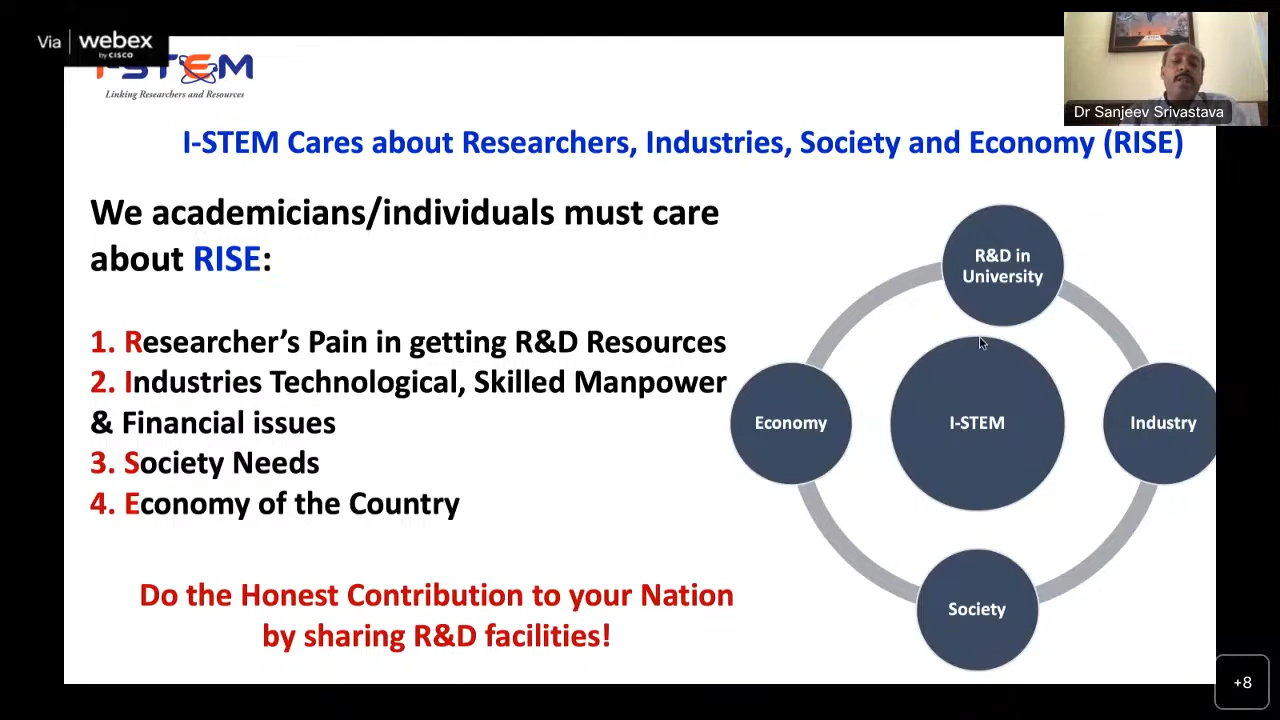 Via webex
by CISCO
I-STEM
Linking Researchers and Resources
Dr Sanjeev Srivastava
I-STEM Cares about Researchers, Industries, Society and Economy (RISE)
We academicians/individuals must care
about RISE:
1. Researcher's Pain in getting R&D Resources
2. Industries Technological, Skilled Manpower
& Financial issues
3. Society Needs
4. Economy of the Country
Do the Honest Contribution to your Nation
by sharing R&D facilities!
R&D in
University
Economy
I-STEM
Industry
Society
+8